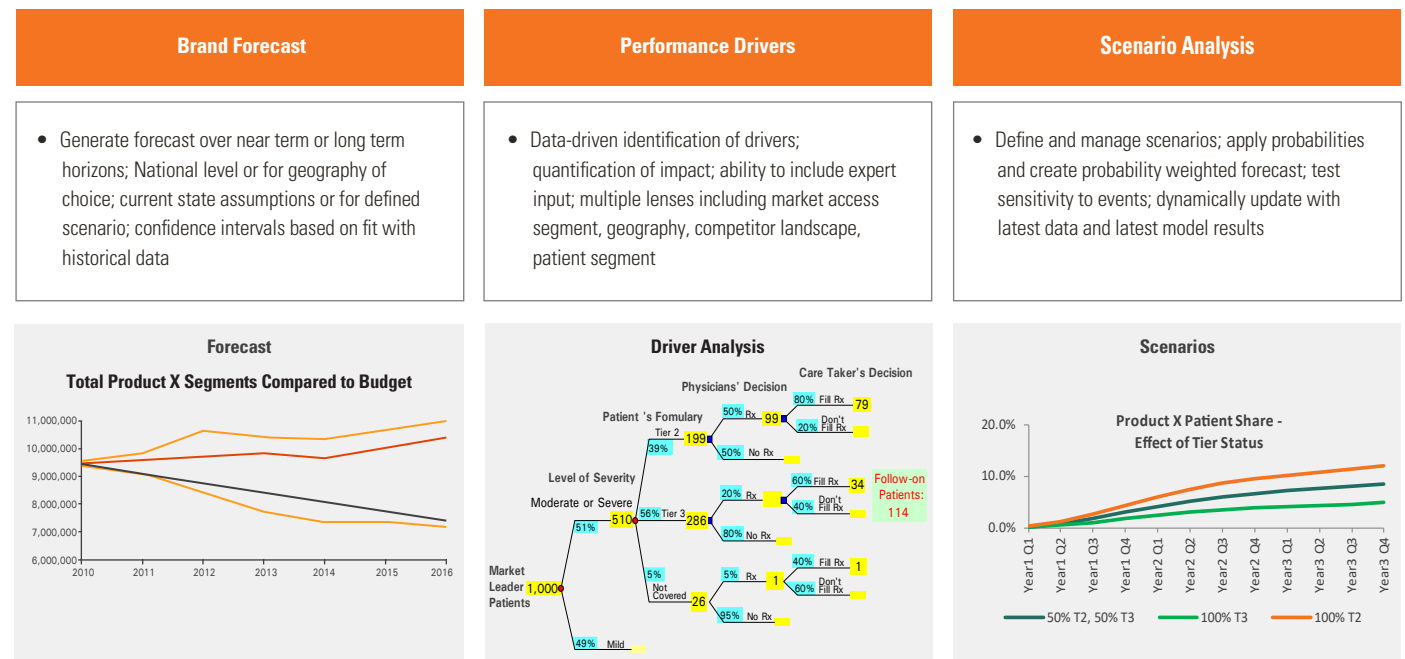 Brand Forecast
Performance Drivers
Scenario Analysis
• Generate forecast over near term or long term
horizons; National level or for geography of
choice; current state assumptions or for defined
scenario; confidence intervals based on fit with
historical data
• Data-driven identification of drivers;
quantification of impact; ability to include expert
input; multiple lenses including market access
segment, geography, competitor landscape,
patient segment
• Define and manage scenarios; apply probabilities
and create probability weighted forecast; test
sensitivity to events; dynamically update with
latest data and latest model results
Forecast
Total Product X Segments Compared to Budget
11,000,000
10,000,000
9,000,000
8,000,000
7,000,000
6,000,000
2010 2011 2012 2013 2014 2015 2016
Driver Analysis
Care Taker's Decision
Physicians' Decision
Patient 's Fomulary
Level of Severity
Market
Leader
Patients
1,000
51%
Moderate or Severe
510
49% Mild
39%
Tier 2
199
50% Rx
99
80% Fill Rx
79
20%
Don't
Fill Rx
50% No Rx
56% Tier 3
286
20% Rx
60% Fill Rx
34
40%
Don't
Fill Rx
80% No Rx
5%
Not
Covered
26
5% Rx
1
40% Fill Rx
1
60%
Don't
Fill Rx
95% No Rx
Follow-on
Patients:
114
Scenarios
Product X Patient Share -
Effect of Tier Status
20.0%
10.0%
0.0%
Year1 Q1
Year1 Q2
Year1 Q3
Year1 Q4
Year2 Q1
Year2 Q2
Year2 Q3
Year2 Q4
Year3 Q1
Year3 Q2
Year3 Q3
Year3 Q4
50% T2, 50% T3 100% T3 100% T2